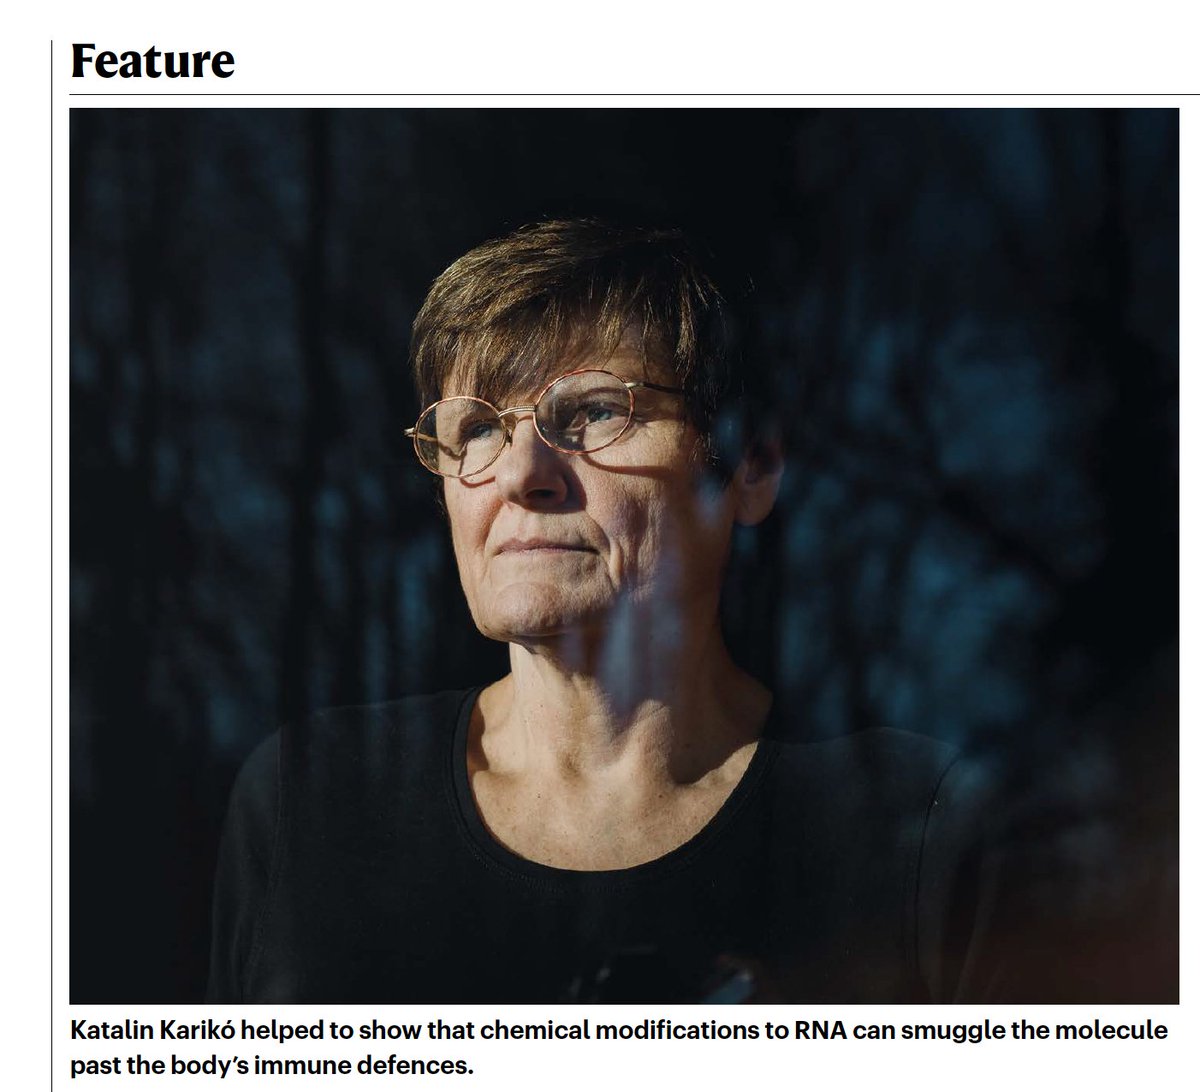 Feature
Katalin Karikó helped to show that chemical modifications to RNA can smuggle the molecule
past the body’s immune defences.